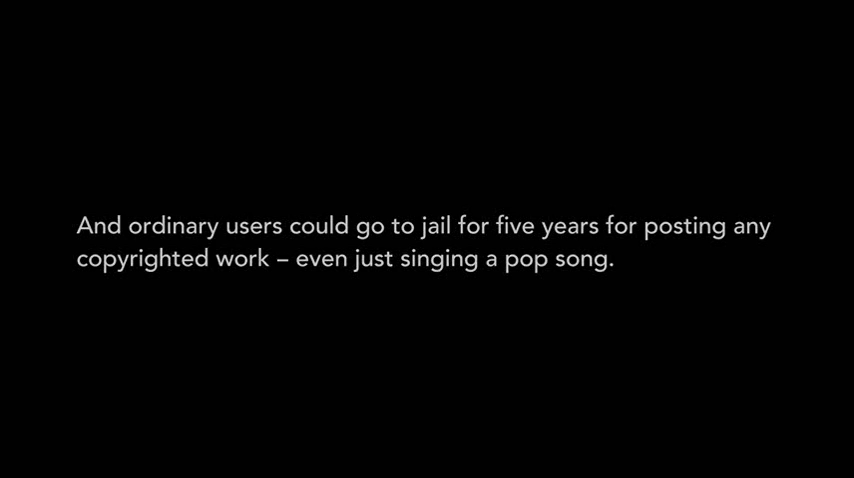 And ordinary users could go to jail for five years for posting any
copyrighted work – even just singing a pop song.